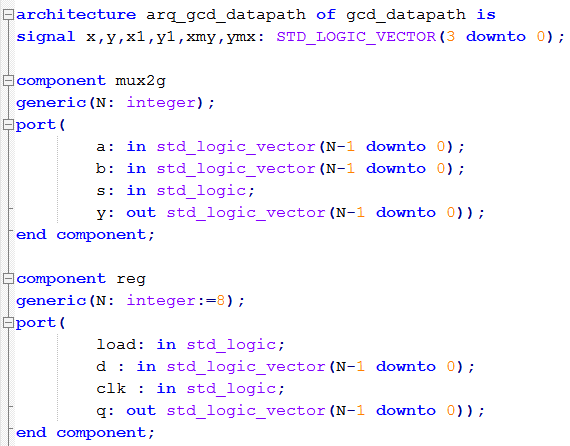 architecture arq_gcd_datapath of gcd_datapath is
signal x,y,x1,y1,xmy,ymx: STD_LOGIC_VECTOR(3 downto 0);
component mux2g
generic(N: integer);
port(
a: in std_logic_vector(N-1 downto 0);
b: in std_logic_vector(N-1 downto 0);
s: in std_logic;
y: out std_logic_vector(N-1 downto 0));
end component;
component reg
generic(N: integer:=8);
port(
load: in std_logic;
d : in std_logic_vector(N-1 downto 0);
clk : in std_logic;
q: out std_logic_vector(N-1 downto 0));
end component;